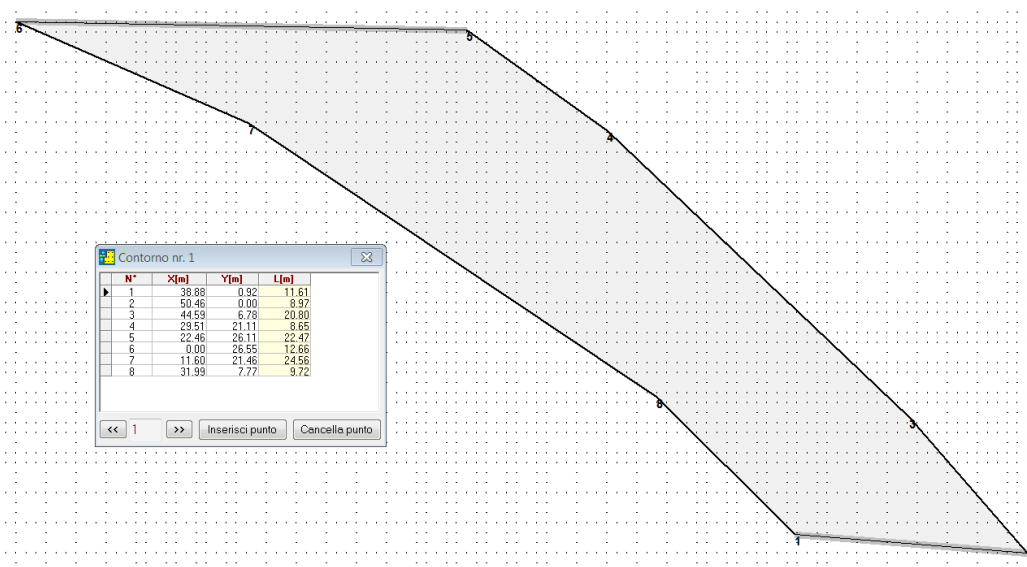 6
5
4
7
Contorno nr. 1
N° X[m] Y[m] L[m]
1 38.88 0.92 11.61
2 50.46 0.00 8.97
3 44.59 6.78 20.80
4 29.51 21.11 8.65
5 22.46 26.11 22.47
6 0.00 26.55 12.66
7 11.60 21.46 24.56
8 31.99 7.77 9.72
<< 1 >> Inserisci punto Cancella punto
8
3
1